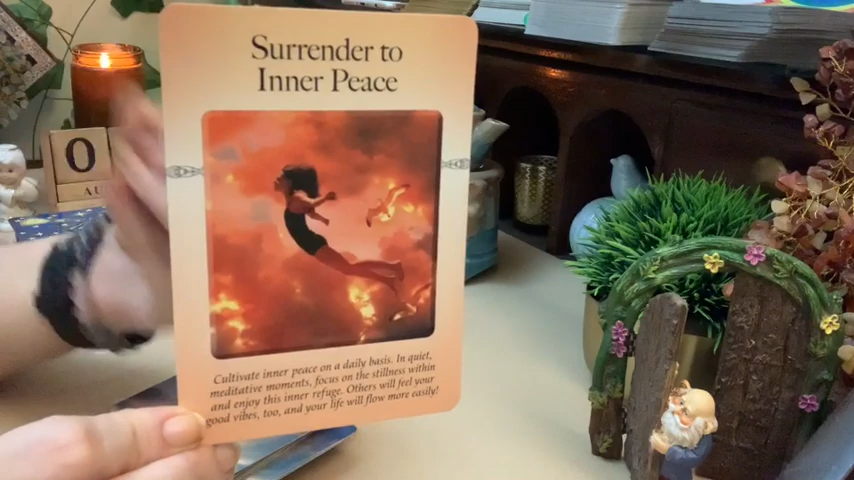 Surrender to
Inner Peace
Cultivate inner peace on a daily basis. In quiet,
meditative moments, focus on the stillness within
and enjoy this inner refuge. Others will feel your
good vibes, too, and your life will flow more easily!
0
AU